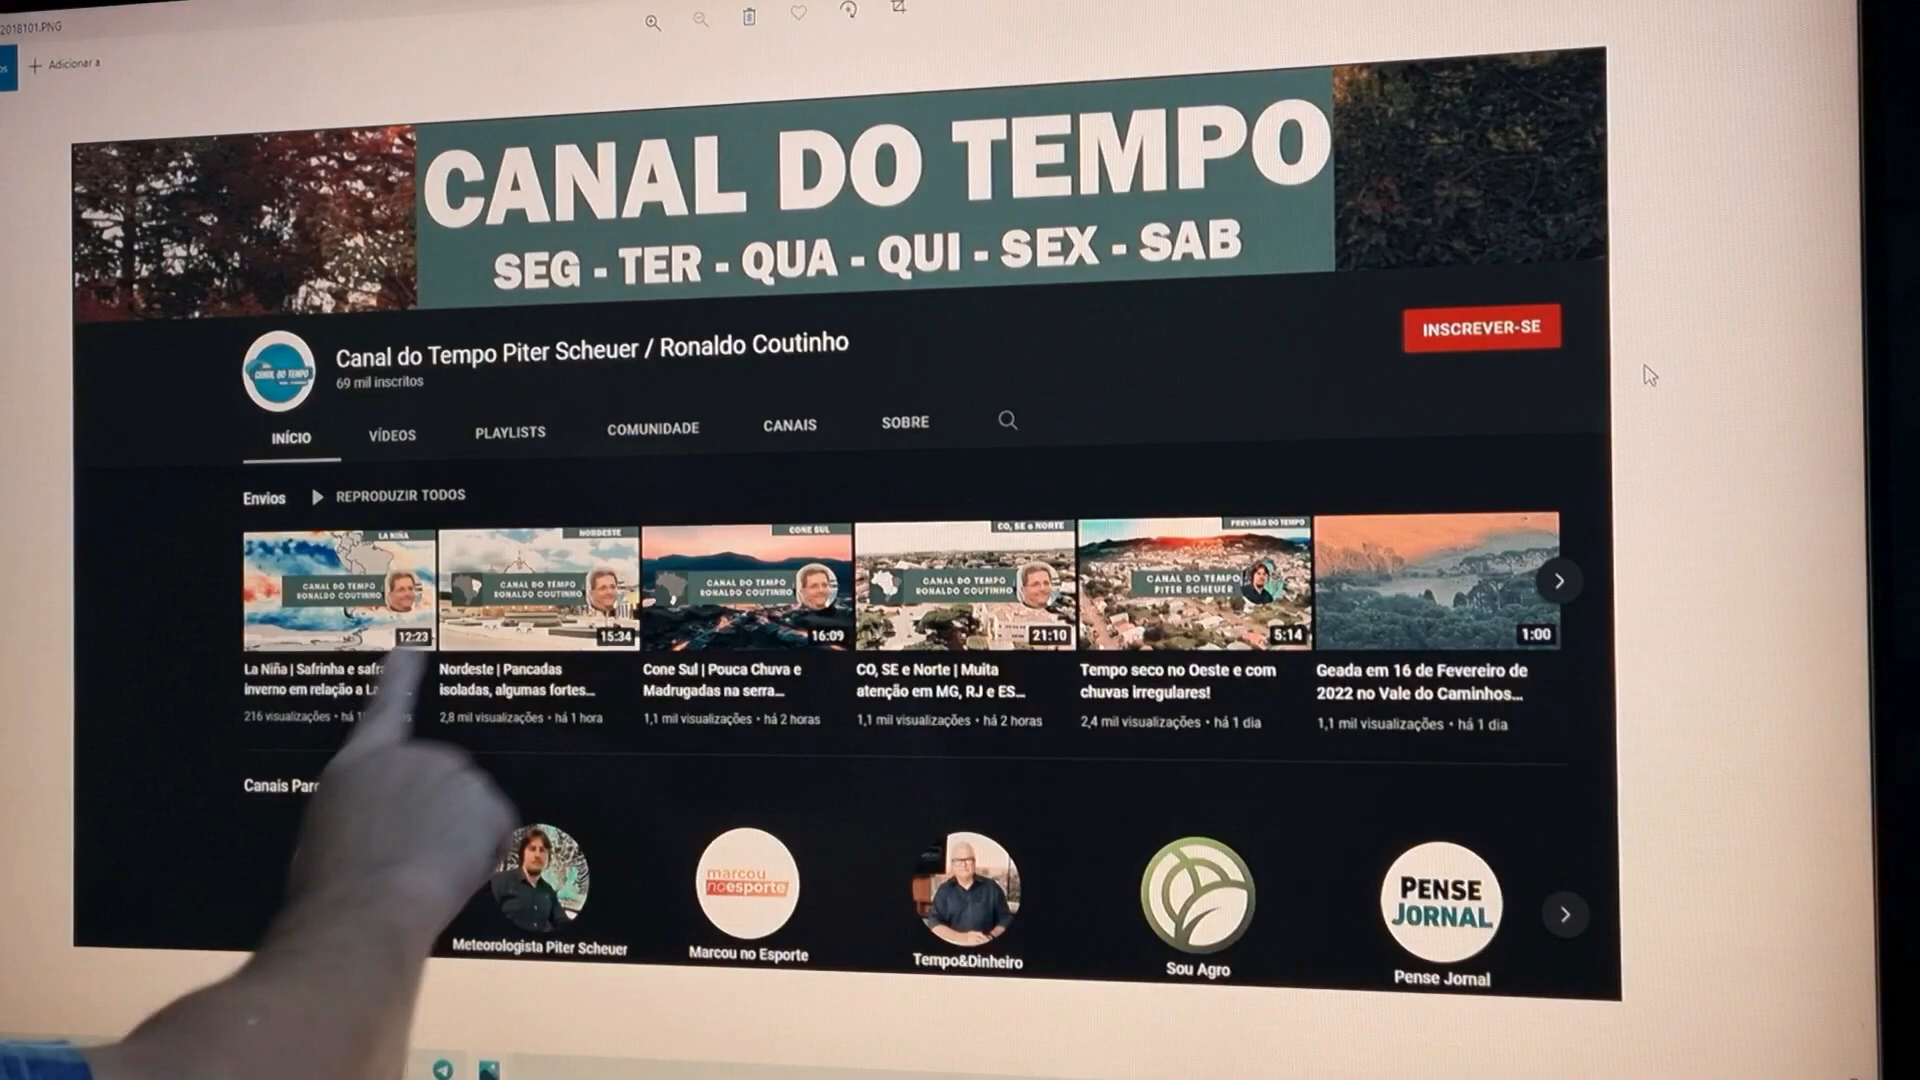 2018101.PNG
Adicionar a
CANAL DO TEMPO
SEG - TER - QUA - QUI - SEX - SAB
Canal do Tempo Piter Scheuer / Ronaldo Coutinho
69 mil inscritos
INSCREVER-SE
INÍCIO VÍDEOS PLAYLISTS COMUNIDADE CANAIS SOBRE
Envios REPRODUZIR TODOS
LA NIÑA
CANAL DO TEMPO
RONALDO COUTINHO
12:23
La Niña | Safrinha e safra
inverno em relação a La
216 visualizações • há
NORDESTE
CANAL DO TEMPO
RONALDO COUTINHO
15:34
Nordeste | Pancadas
isoladas, algumas fortes...
2,8 mil visualizações • há 1 hora
CONE SUL
CANAL DO TEMPO
RONALDO COUTINHO
16:09
Cone Sul | Pouca Chuva e
Madrugadas na serra...
1,1 mil visualizações • há 2 horas
CO, SE e NORTE
CANAL DO TEMPO
RONALDO COUTINHO
21:10
CO, SE e Norte | Muita
atenção em MG, RJ e ES...
1,1 mil visualizações • há 2 horas
PREVISÃO DO TEMPO
CANAL DO TEMPO
PITER SCHEUER
5:14
Tempo seco no Oeste e com
chuvas irregulares!
2,4 mil visualizações • há 1 dia
1:00
Geada em 16 de Fevereiro de
2022 no Vale do Caminhos...
1,1 mil visualizações • há 1 dia
Canais Par
Meteorologista Piter Scheuer
marcou
noesporte
Marcou no Esporte
Tempo&Dinheiro
Sou Agro
PENSE
JORNAL
Pense Jornal